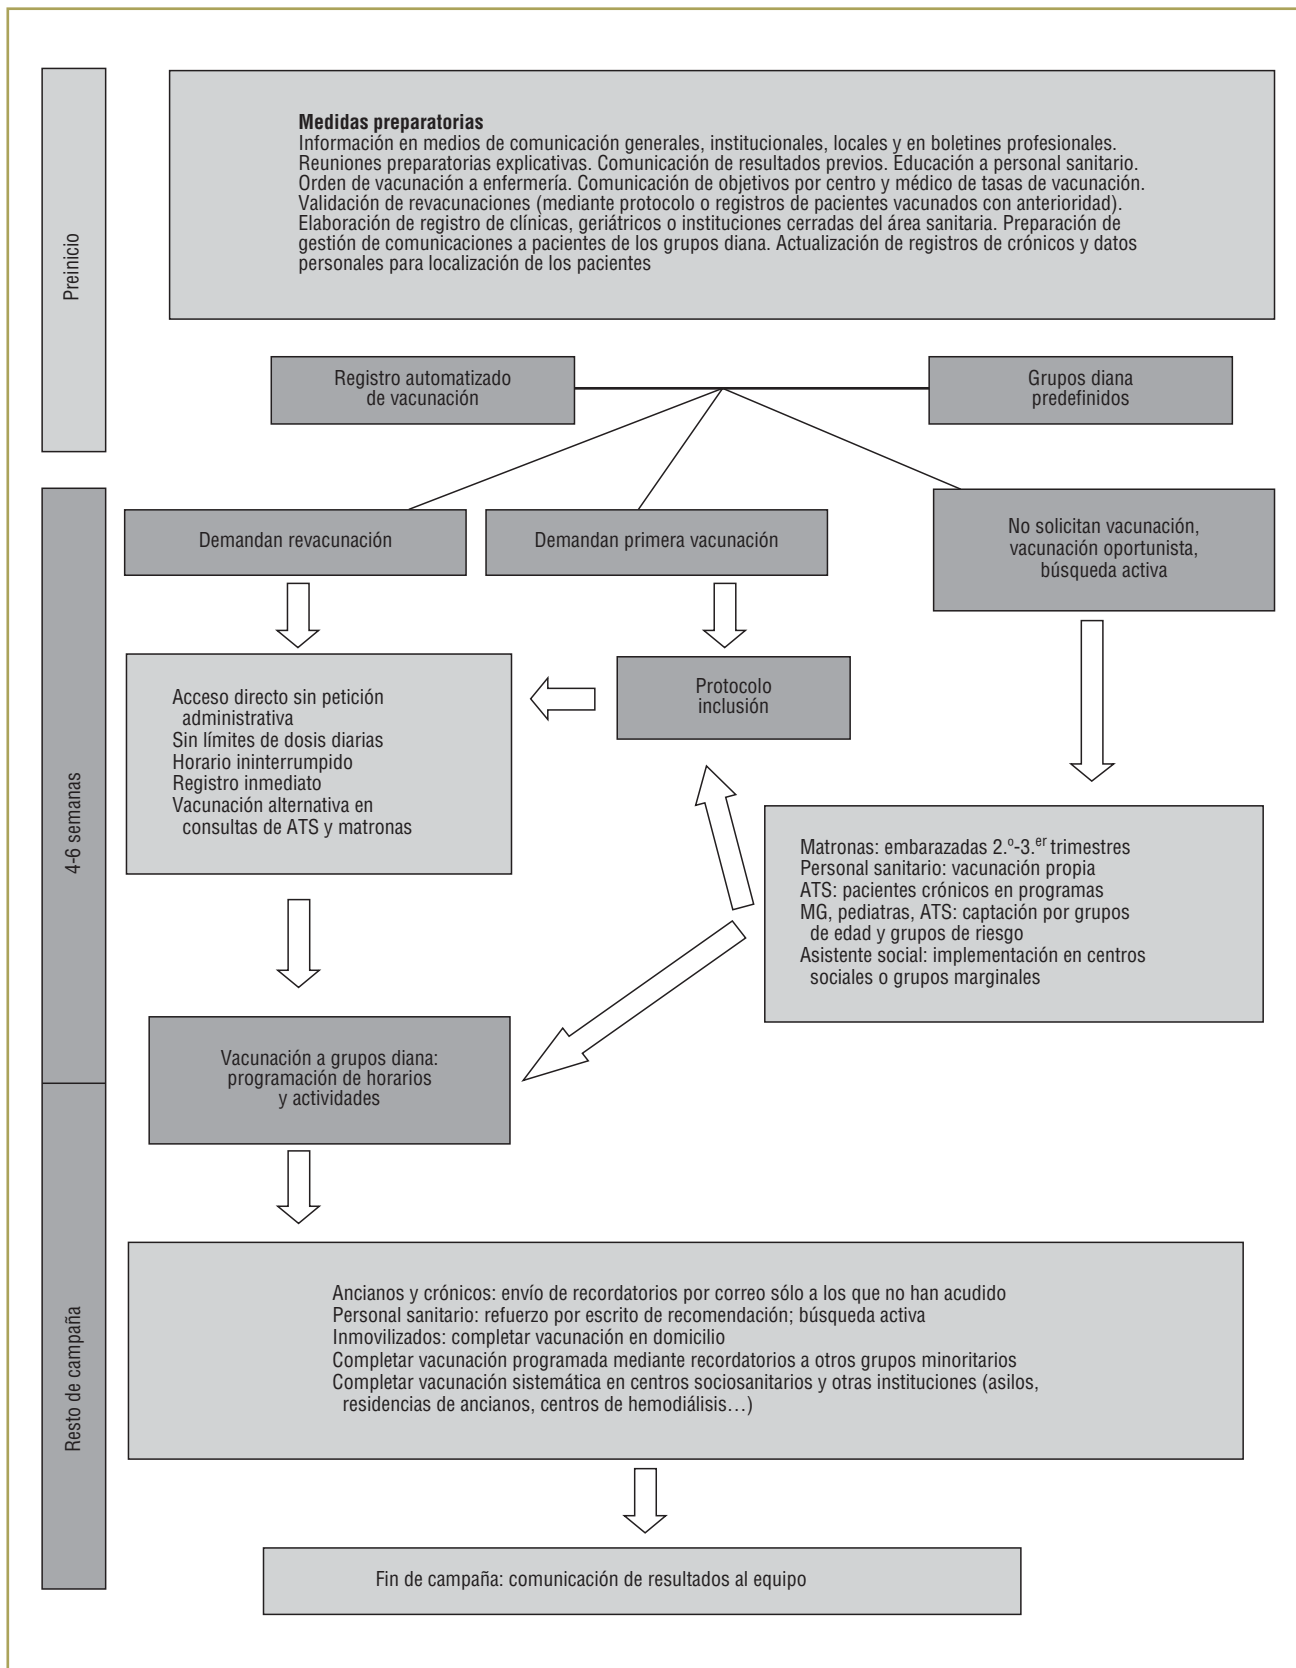 Preinicio
Medidas preparatorias
Información en medios de comunicación generales, institucionales, locales y en boletines profesionales.
Reuniones preparatorias explicativas. Comunicación de resultados previos. Educación a personal sanitario.
Orden de vacunación a enfermería. Comunicación de objetivos por centro y médico de tasas de vacunación.
Validación de revacunaciones (mediante protocolo o registros de pacientes vacunados con anterioridad).
Elaboración de registro de clínicas, geriátricos o instituciones cerradas del área sanitaria. Preparación de
gestión de comunicaciones a pacientes de los grupos diana. Actualización de registros de crónicos y datos
personales para localización de los pacientes
Registro automatizado
de vacunación
Grupos diana
predefinidos
4-6 semanas
Demandan revacunación
Demandan primera vacunación
No solicitan vacunación,
vacunación oportunista,
búsqueda activa
Acceso directo sin petición
administrativa
Sin límites de dosis diarias
Horario ininterrumpido
Registro inmediato
Vacunación alternativa en
consultas de ATS y matronas
Protocolo
inclusión
Matronas: embarazadas 2.º-3.er trimestres
Personal sanitario: vacunación propia
ATS: pacientes crónicos en programas
MG, pediatras, ATS: captación por grupos
de edad y grupos de riesgo
Asistente social: implementación en centros
sociales o grupos marginales
Vacunación a grupos diana:
programación de horarios
y actividades
Resto de campaña
Ancianos y crónicos: envío de recordatorios por correo sólo a los que no han acudido
Personal sanitario: refuerzo por escrito de recomendación; búsqueda activa
Inmovilizados: completar vacunación en domicilio
Completar vacunación programada mediante recordatorios a otros grupos minoritarios
Completar vacunación sistemática en centros sociosanitarios y otras instituciones (asilos,
residencias de ancianos, centros de hemodiálisis…)
Fin de campaña: comunicación de resultados al equipo